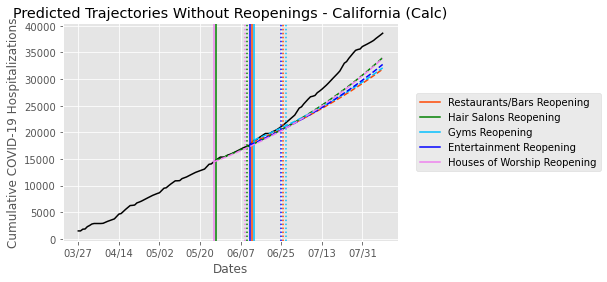 Predicted Trajectories Without Reopenings - California (Calc)
Cumulative COVID-19 Hospitalizations
40000
35000
30000
25000
20000
15000
10000
5000
0
03/27 04/14 05/02 05/20 06/07 06/25 07/13 07/31
Dates
Restaurants/Bars Reopening
Hair Salons Reopening
Gyms Reopening
Entertainment Reopening
Houses of Worship Reopening